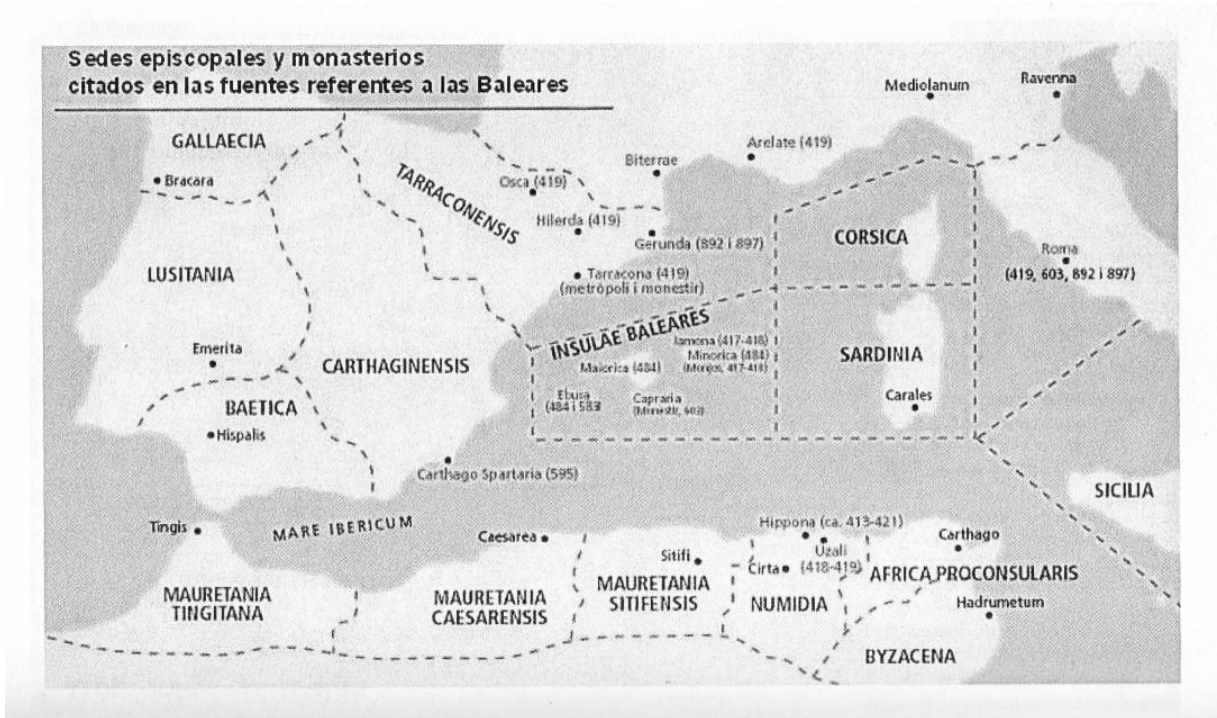 Sedes episcopales y monasterios
citados en las fuentes referentes a las Baleares
Mediolanum
Ravenna
GALLAECIA
Bracara
TARRACONENSIS
Osca (419)
Biterrae
Arelate (419)
Hilerda (419)
Gerunda (892 i 897)
CORSICA
Roma
(419, 603, 892 i 897)
LUSITANIA
Tarracona (419)
(metròpoli i monestir)
INSULAE BALEARES
Iamona (417-418)
Minorica (484)
Maiorica (484)
SARDINIA
Emerita
CARTHAGINENSIS
Ebusa
(484 i 583
Capraria
Carales
BAETICA
Hispalis
Carthago Spartaria (595)
SICILIA
Tingis
MARE IBERICUM
Caesarea
Hippona (ca. 413-421)
Uzali
(418-419)
Carthago
Sitifi
Cirta
AFRICA PROCONSULARIS
MAURETANIA
TINGITANA
MAURETANIA
CAESARENSIS
MAURETANIA
SITIFENSIS
NUMIDIA
Hadrumetum
BYZACENA